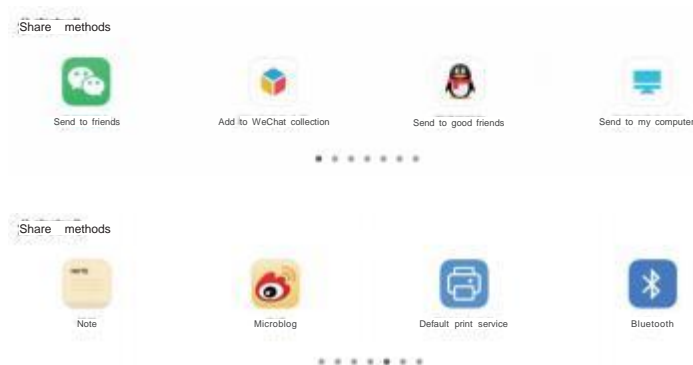 Share methods
Send to friends
Add to WeChat collection
Send to good friends
Send to my computer
Share methods
NOTE
Note
Microblog
Default print service
Bluetooth